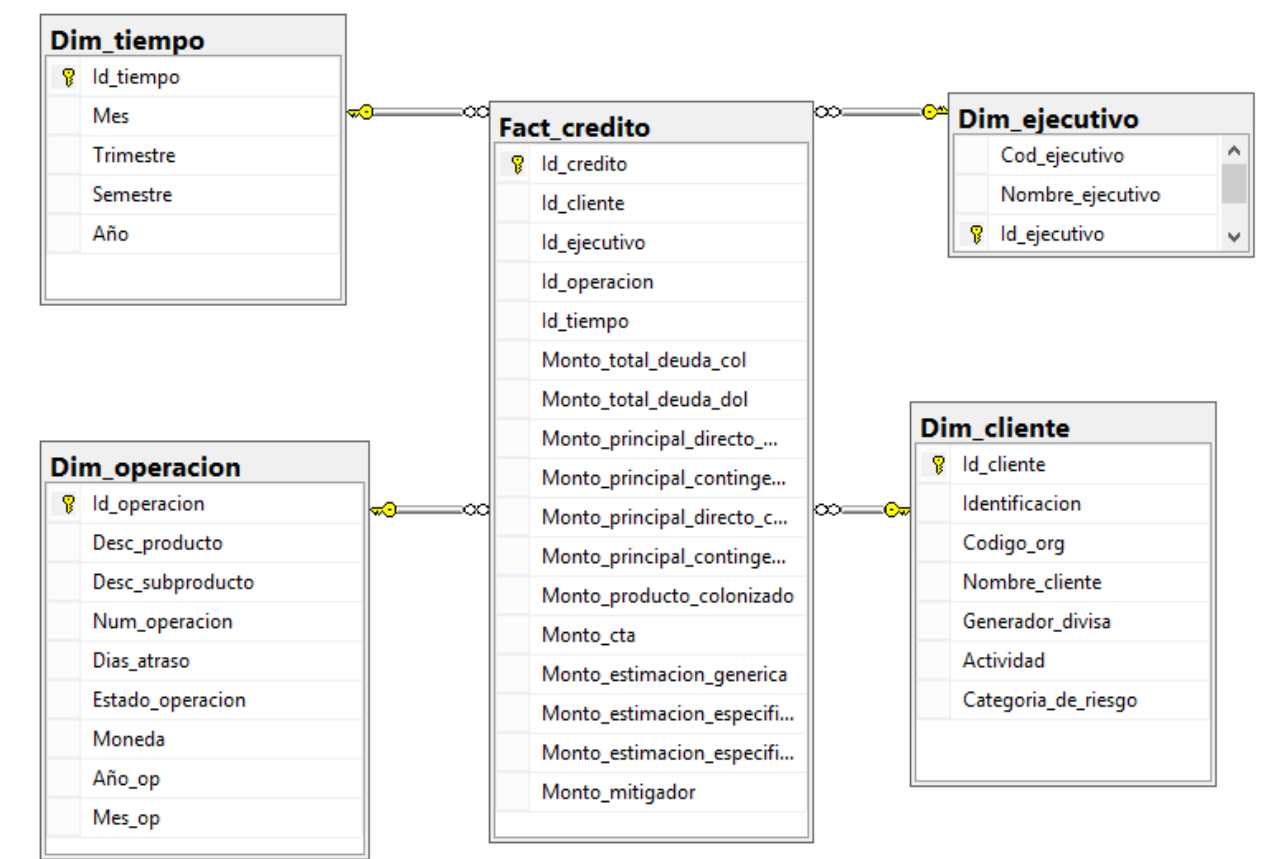 Dim_tiempo
Id_tiempo
Mes
Trimestre
Semestre
Año
Fact_credito
Id_credito
Id_cliente
Id_ejecutivo
Id_operacion
Id_tiempo
Monto_total_deuda_col
Monto_total_deuda_dol
Monto_principal_directo_...
Monto_principal_continge...
Monto_principal_directo_c...
Monto_principal_continge...
Monto_producto_colonizado
Monto_cta
Monto_estimacion_generica
Monto_estimacion_especifi...
Monto_estimacion_especifi...
Monto_mitigador
Dim_ejecutivo
Cod_ejecutivo
Nombre_ejecutivo
Id_ejecutivo
Dim_operacion
Id_operacion
Desc_producto
Desc_subproducto
Num_operacion
Dias_atraso
Estado_operacion
Moneda
Año_op
Mes_op
Dim_cliente
Id_cliente
Identificacion
Codigo_org
Nombre_cliente
Generador_divisa
Actividad
Categoria_de_riesgo